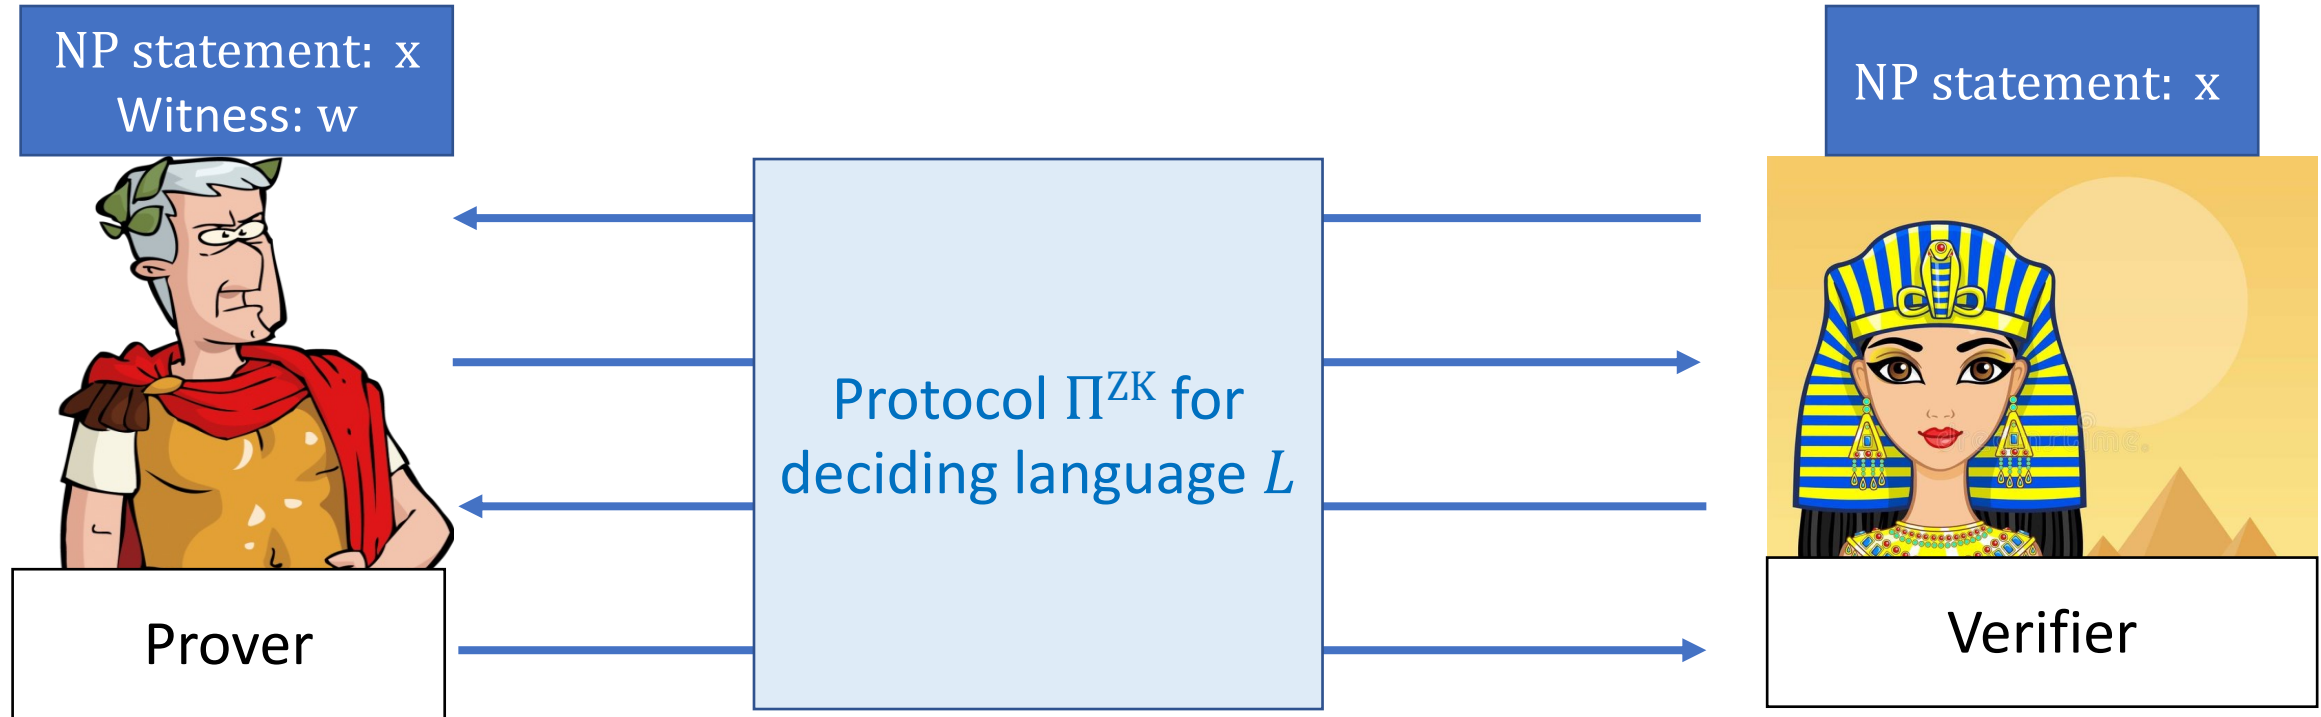 NP statement: x
Witness: w
NP statement: x
Protocol Π^ZK for
deciding language L
Prover
Verifier